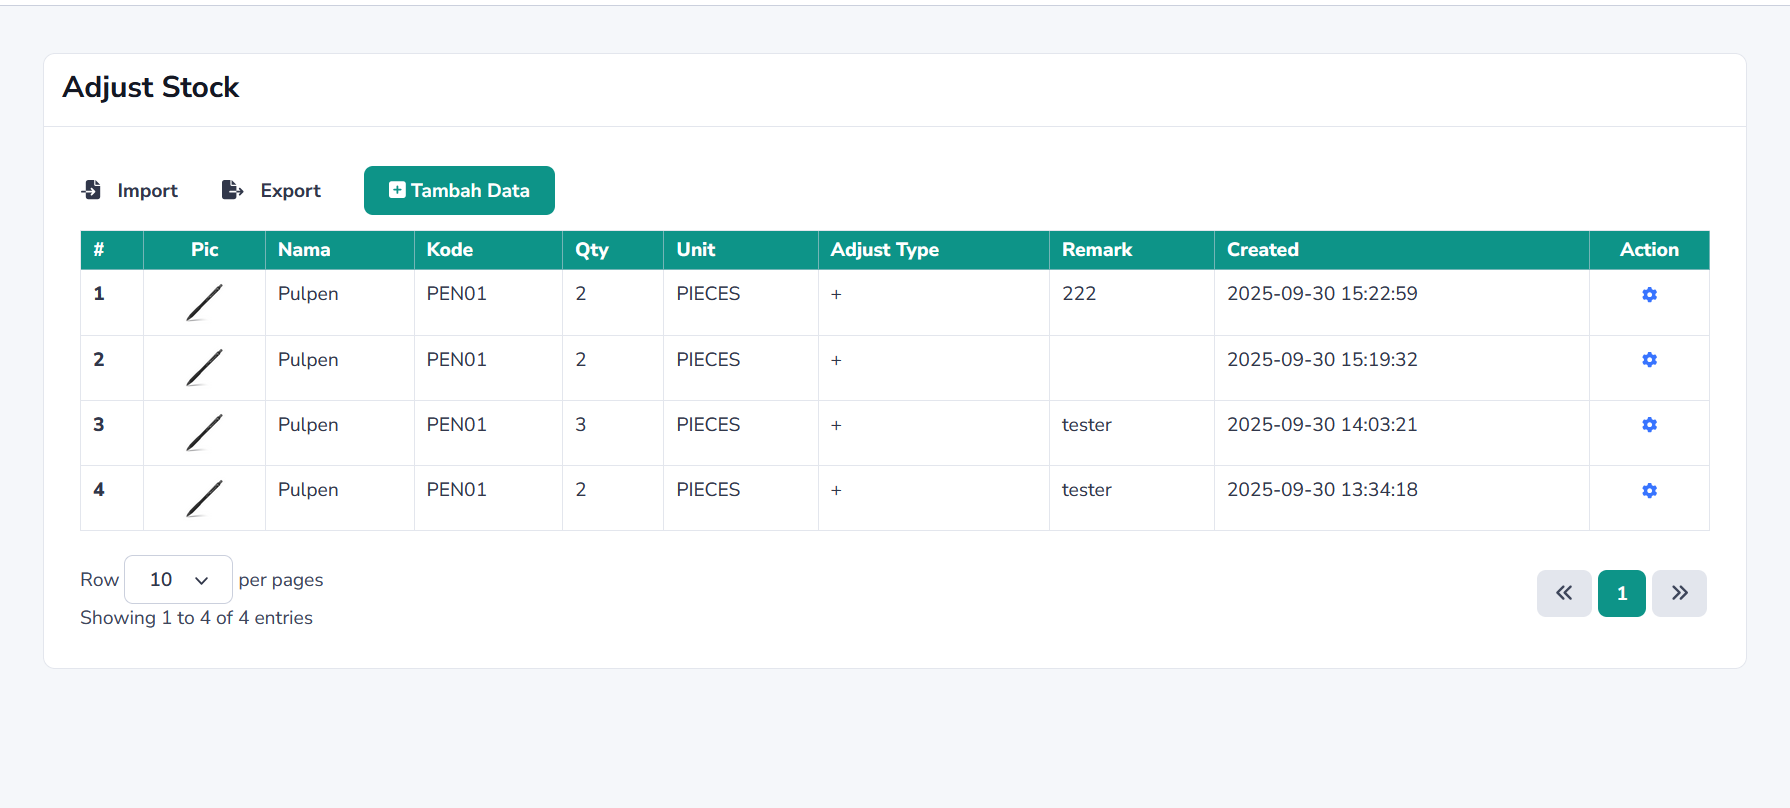 Adjust Stock
Import Export Tambah Data
# Pic Nama Kode Qty Unit Adjust Type Remark Created Action
1 Pulpen PEN01 2 PIECES + 222 2025-09-30 15:22:59
2 Pulpen PEN01 2 PIECES + 2025-09-30 15:19:32
3 Pulpen PEN01 3 PIECES + tester 2025-09-30 14:03:21
4 Pulpen PEN01 2 PIECES + tester 2025-09-30 13:34:18
Row 10 per pages
Showing 1 to 4 of 4 entries
« 1 »